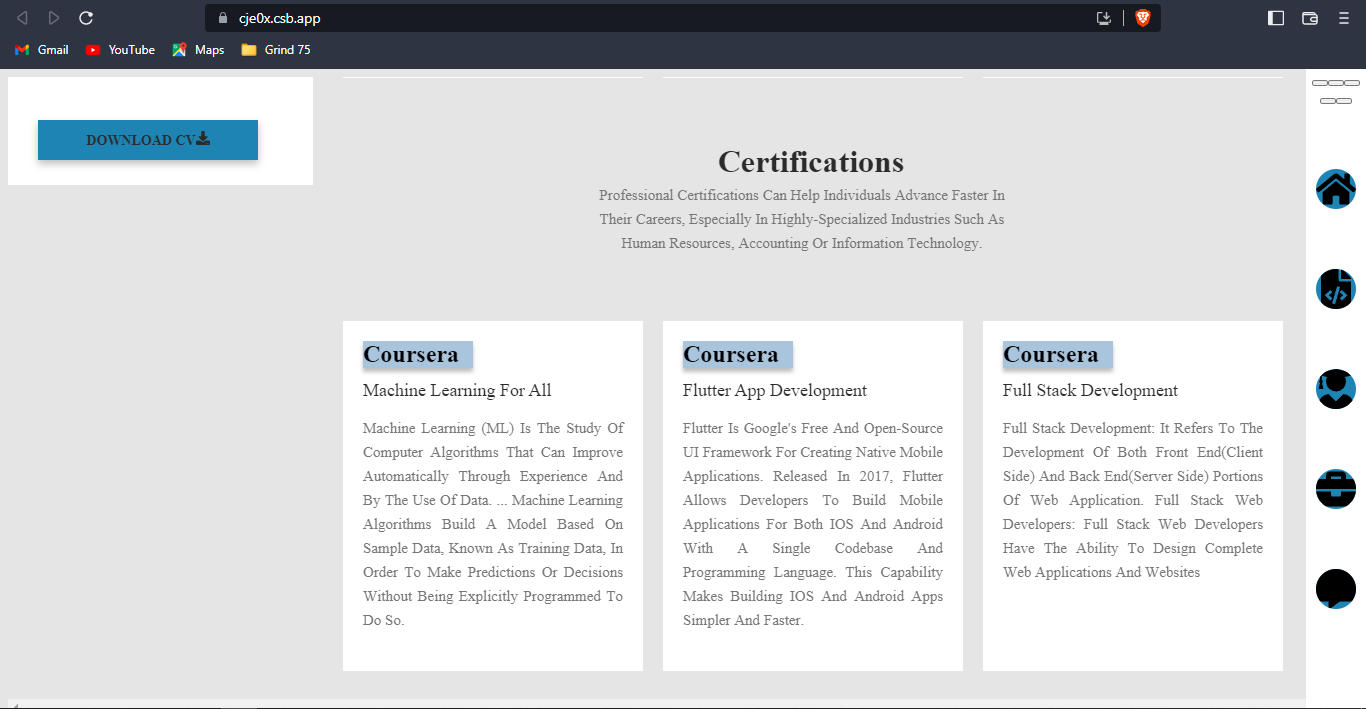 cje0x.csb.app
Gmail YouTube Maps Grind 75
DOWNLOAD CV
Certifications
Professional Certifications Can Help Individuals Advance Faster In
Their Careers, Especially In Highly-Specialized Industries Such As
Human Resources, Accounting Or Information Technology.
Coursera
Machine Learning For All
Machine Learning (ML) Is The Study Of
Computer Algorithms That Can Improve
Automatically Through Experience And
By The Use Of Data. ... Machine Learning
Algorithms Build A Model Based On
Sample Data, Known As Training Data, In
Order To Make Predictions Or Decisions
Without Being Explicitly Programmed To
Do So.
Coursera
Flutter App Development
Flutter Is Google's Free And Open-Source
UI Framework For Creating Native Mobile
Applications. Released In 2017, Flutter
Allows Developers To Build Mobile
Applications For Both IOS And Android
With A Single Codebase And
Programming Language. This Capability
Makes Building IOS And Android Apps
Simpler And Faster.
Coursera
Full Stack Development
Full Stack Development: It Refers To The
Development Of Both Front End(Client
Side) And Back End(Server Side) Portions
Of Web Application. Full Stack Web
Developers: Full Stack Web Developers
Have The Ability To Design Complete
Web Applications And Websites